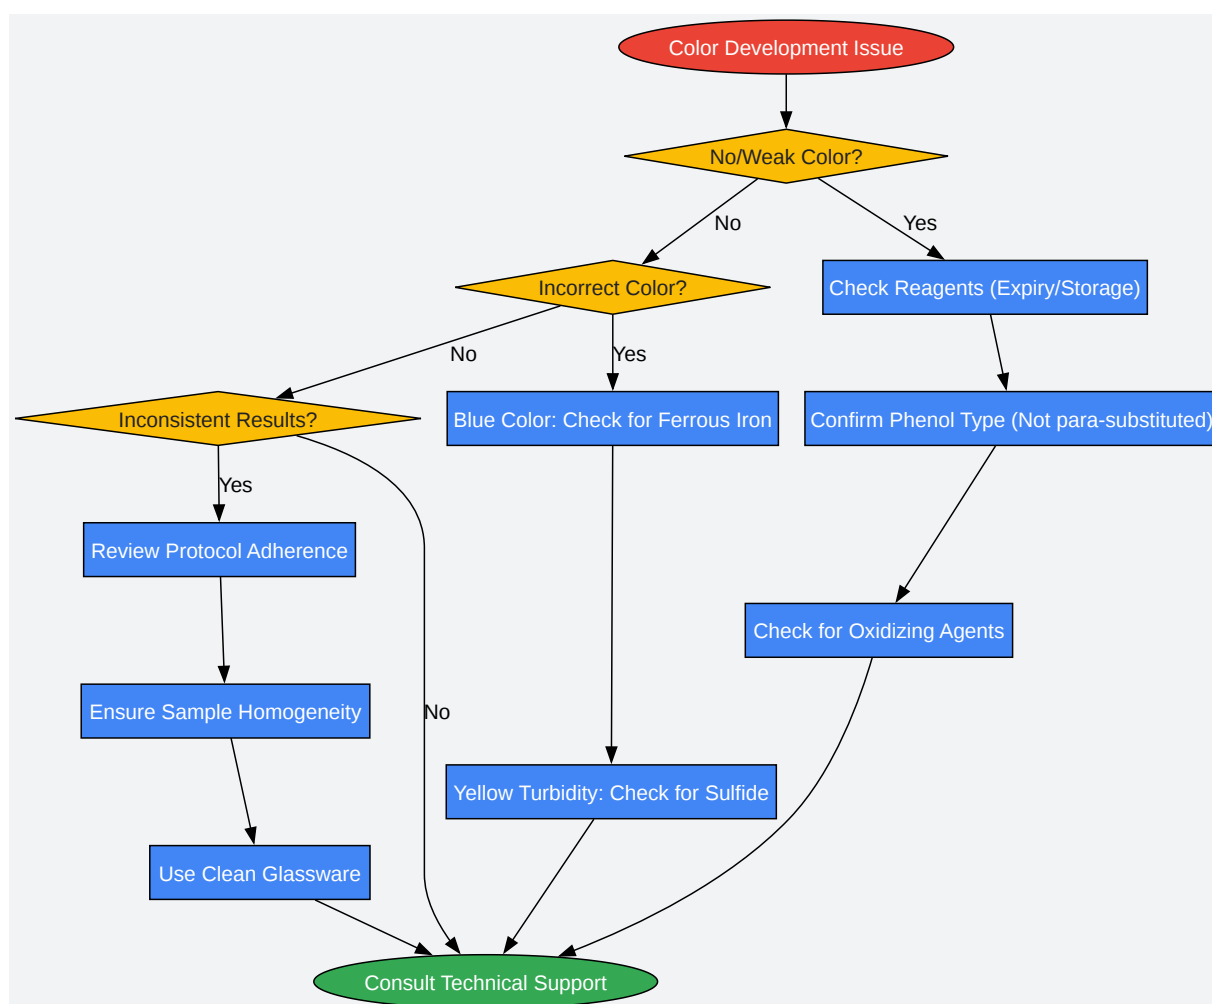 Color Development Issue
No/Weak Color?
No
Yes
Incorrect Color?
Check Reagents (Expiry/Storage)
No
Yes
Inconsistent Results?
Blue Color: Check for Ferrous Iron
Confirm Phenol Type (Not para-substituted)
Yes
Review Protocol Adherence
Check for Oxidizing Agents
Ensure Sample Homogeneity
No
Yellow Turbidity: Check for Sulfide
Use Clean Glassware
Consult Technical Support